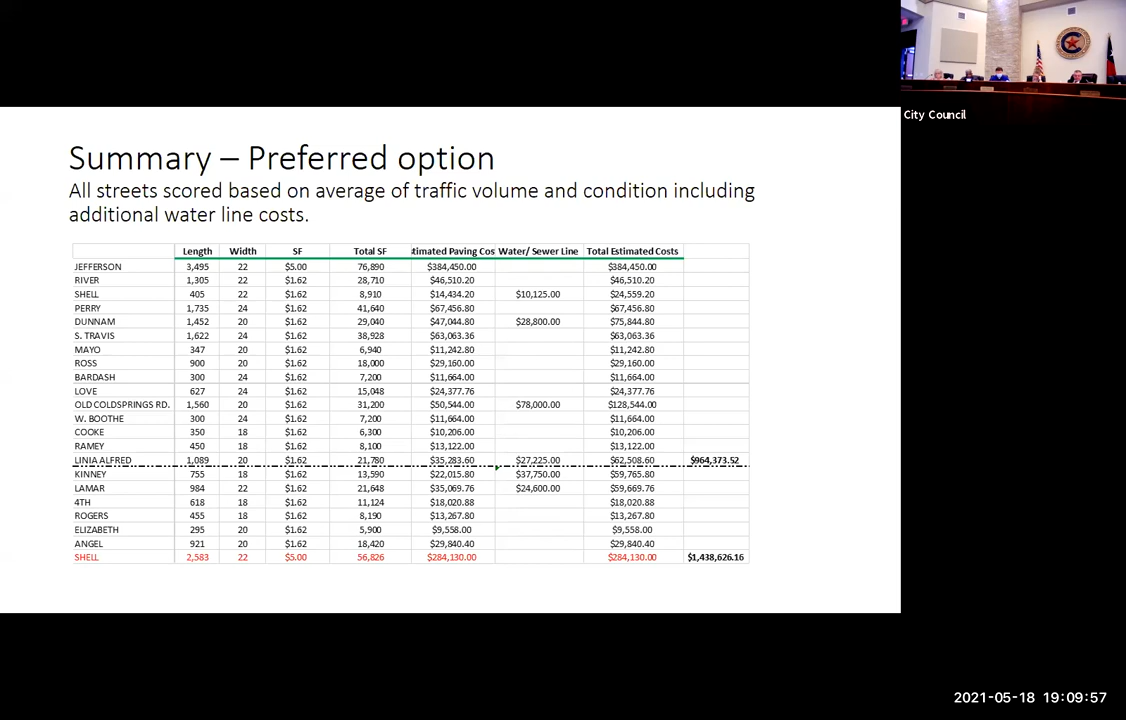 City Council
Summary – Preferred option
All streets scored based on average of traffic volume and condition including
additional water line costs.
Length Width SF Total SF timated Paving Cos Water/ Sewer Line Total Estimated Costs
JEFFERSON 3,495 22 $5.00 76,890 $384,450.00 $384,450.00
RIVER 1,305 22 $1.62 28,710 $46,510.20 $46,510.20
SHELL 405 22 $1.62 8,910 $14,434.20 $10,125.00 $24,559.20
PERRY 1,735 24 $1.62 41,640 $67,456.80 $67,456.80
DUNNAM 1,452 20 $1.62 29,040 $47,044.80 $28,800.00 $75,844.80
S. TRAVIS 1,622 24 $1.62 38,928 $63,063.36 $63,063.36
MAYO 347 20 $1.62 6,940 $11,242.80 $11,242.80
ROSS 900 20 $1.62 18,000 $29,160.00 $29,160.00
BARDASH 300 24 $1.62 7,200 $11,664.00 $11,664.00
LOVE 627 24 $1.62 15,048 $24,377.76 $24,377.76
OLD COLDSPRINGS RD. 1,560 20 $1.62 31,200 $50,544.00 $78,000.00 $128,544.00
W. BOOTHE 300 24 $1.62 7,200 $11,664.00 $11,664.00
COOKE 350 18 $1.62 6,300 $10,206.00 $10,206.00
RAMEY 450 18 $1.62 8,100 $13,122.00 $13,122.00
LINIA ALFRED 1,089 20 $1.62 21,780 $35,283.60 $27,225.00 $62,508.60 $964,373.52
KINNEY 755 18 $1.62 13,590 $22,015.80 $37,750.00 $59,765.80
LAMAR 984 22 $1.62 21,648 $35,069.76 $24,600.00 $59,669.76
4TH 618 18 $1.62 11,124 $18,020.88 $18,020.88
ROGERS 455 18 $1.62 8,190 $13,267.80 $13,267.80
ELIZABETH 295 20 $1.62 5,900 $9,558.00 $9,558.00
ANGEL 921 20 $1.62 18,420 $29,840.40 $29,840.40
SHELL 2,583 22 $5.00 56,826 $284,130.00 $284,130.00 $1,438,626.16
2021-05-18 19:09:57